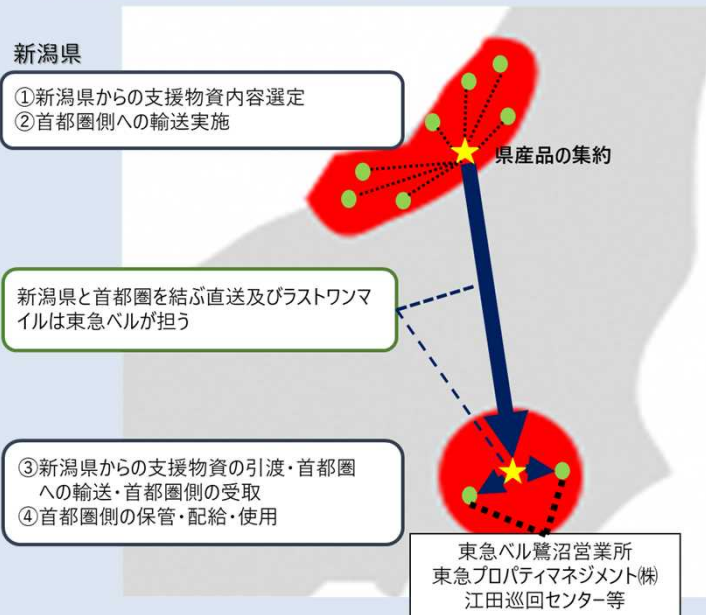 新潟県
①新潟県からの支援物資内容選定
②首都圏側への輸送実施
県産品の集約
新潟県と首都圏を結ぶ直送及びラストワンマ
イルは東急ベルが担う
③新潟県からの支援物資の引渡・首都圏
への輸送・首都圏側の受取
④首都圏側の保管・配給・使用
東急ベル鷺沼営業所
東急プロパティマネジメント㈱
江田巡回センター等